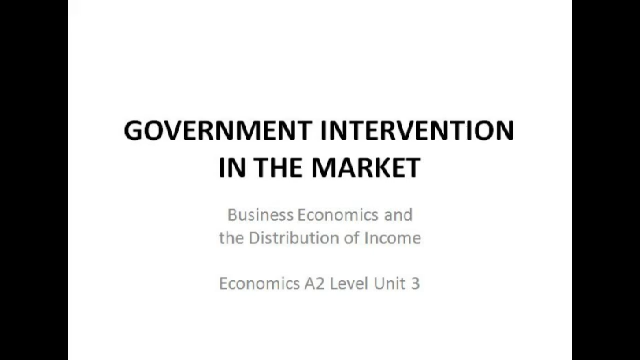 GOVERNMENT INTERVENTION
IN THE MARKET
Business Economics and
the Distribution of Income
Economics A2 Level Unit 3